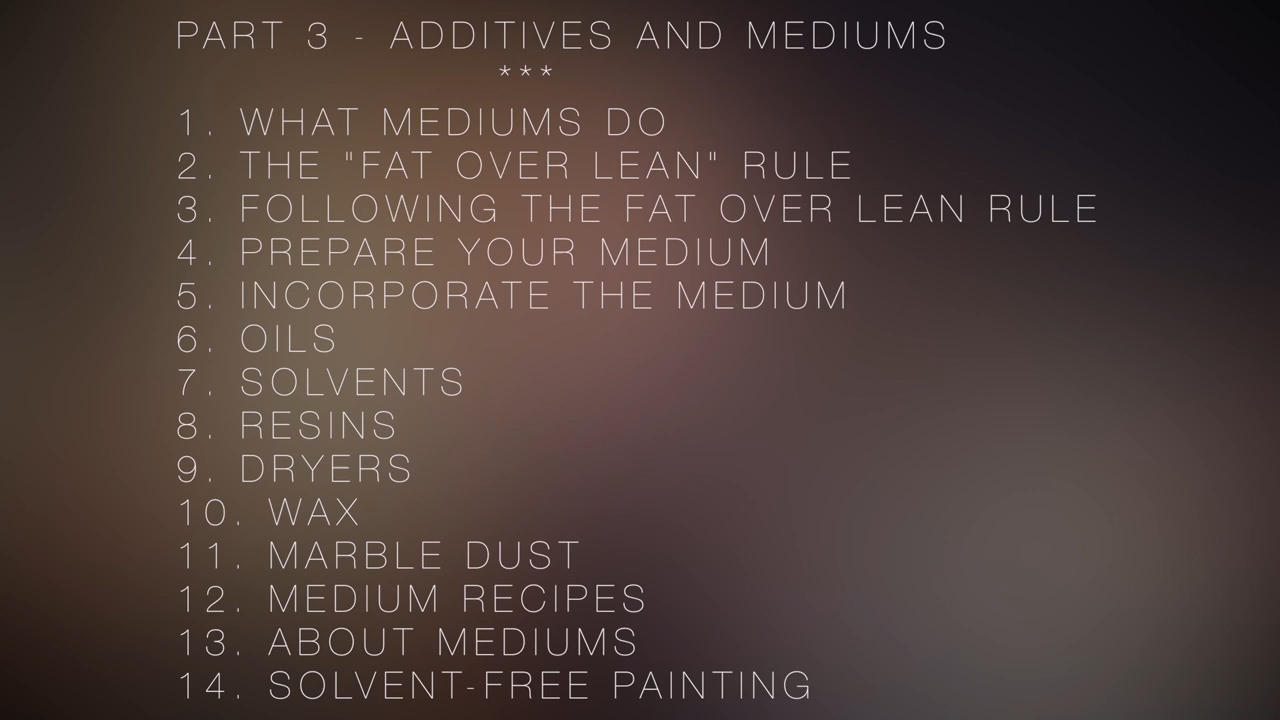 PART 3 - ADDITIVES AND MEDIUMS
***
1. WHAT MEDIUMS DO
2. THE "FAT OVER LEAN" RULE
3. FOLLOWING THE FAT OVER LEAN RULE
4. PREPARE YOUR MEDIUM
5. INCORPORATE THE MEDIUM
6. OILS
7. SOLVENTS
8. RESINS
9. DRYERS
10. WAX
11. MARBLE DUST
12. MEDIUM RECIPES
13. ABOUT MEDIUMS
14. SOLVENT-FREE PAINTING